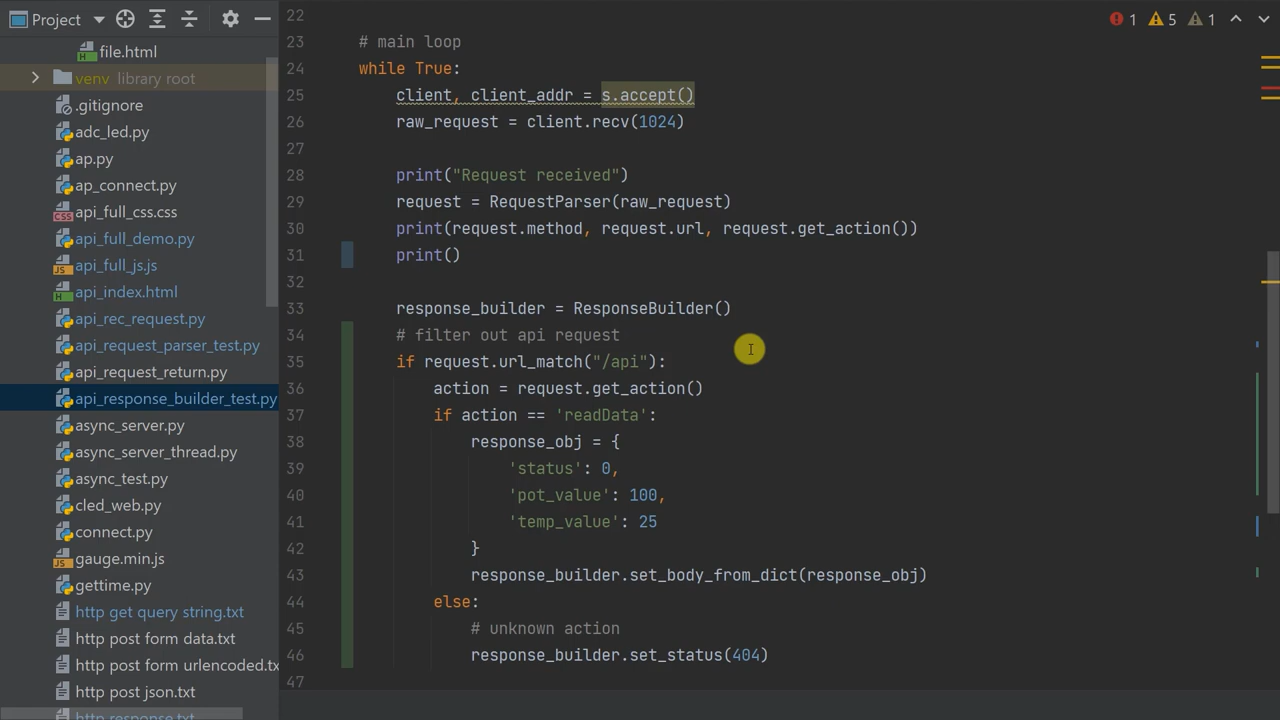 Project
1 5 1
file.html
venv library root
.gitignore
adc_led.py
ap.py
ap_connect.py
api_full_css.css
api_full_demo.py
api_full_js.js
api_index.html
api_rec_request.py
api_request_parser_test.py
api_request_return.py
api_response_builder_test.py
async_server.py
async_server_thread.py
async_test.py
cled_web.py
connect.py
gauge.min.js
gettime.py
http get query string.txt
http post form data.txt
http post form urlencoded.tx
http post json.txt
http response.txt
22
23 # main loop
24 while True:
25     client, client_addr = s.accept()
26     raw_request = client.recv(1024)
27
28     print("Request received")
29     request = RequestParser(raw_request)
30     print(request.method, request.url, request.get_action())
31     print()
32
33     response_builder = ResponseBuilder()
34     # filter out api request
35     if request.url_match("/api"):
36         action = request.get_action()
37         if action == 'readData':
38             response_obj = {
39                 'status': 0,
40                 'pot_value': 100,
41                 'temp_value': 25
42             }
43             response_builder.set_body_from_dict(response_obj)
44         else:
45             # unknown action
46             response_builder.set_status(404)
47